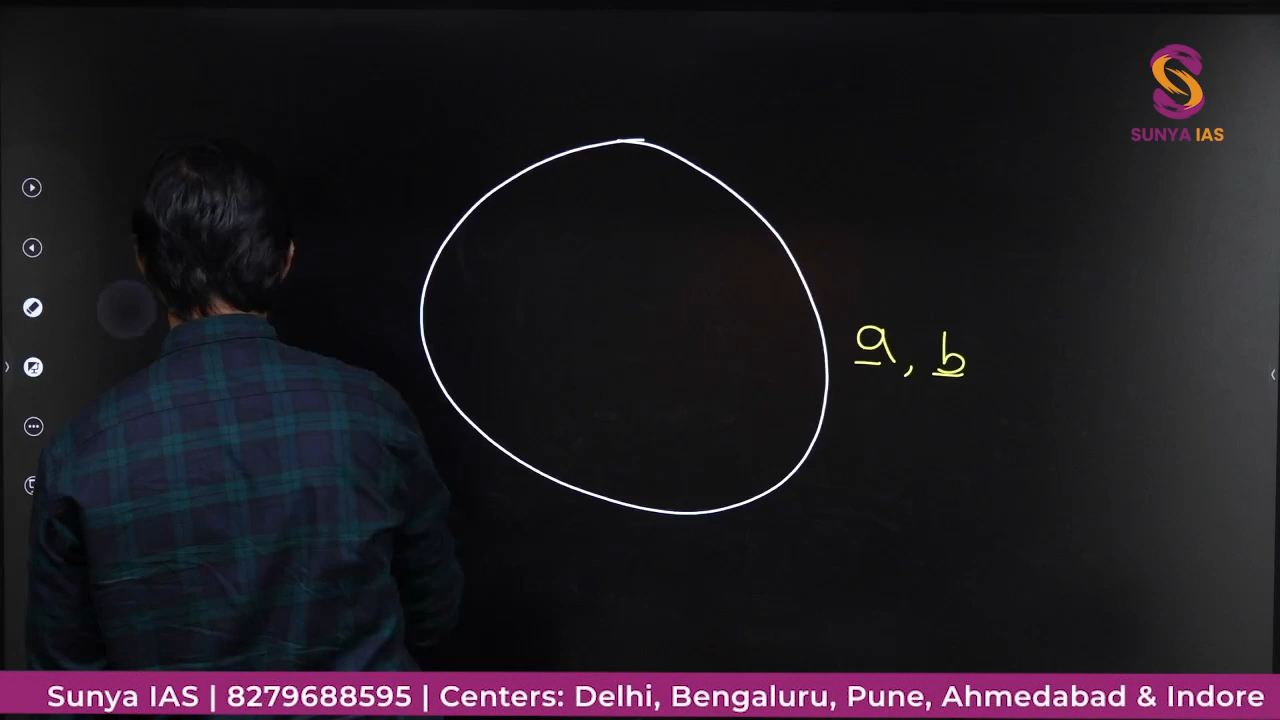 SUNYA IAS
a, b
Sunya IAS | 8279688595 | Centers: Delhi, Bengaluru, Pune, Ahmedabad & Indore